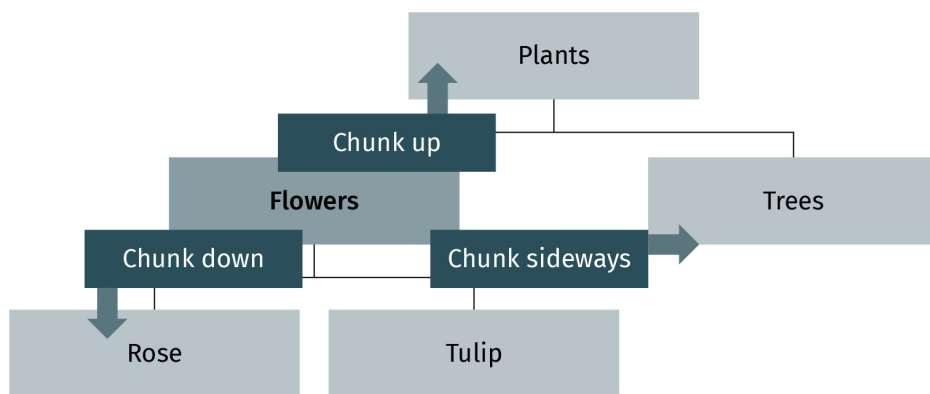 Plants
Chunk up
Flowers
Trees
Chunk down
Chunk sideways
Rose
Tulip